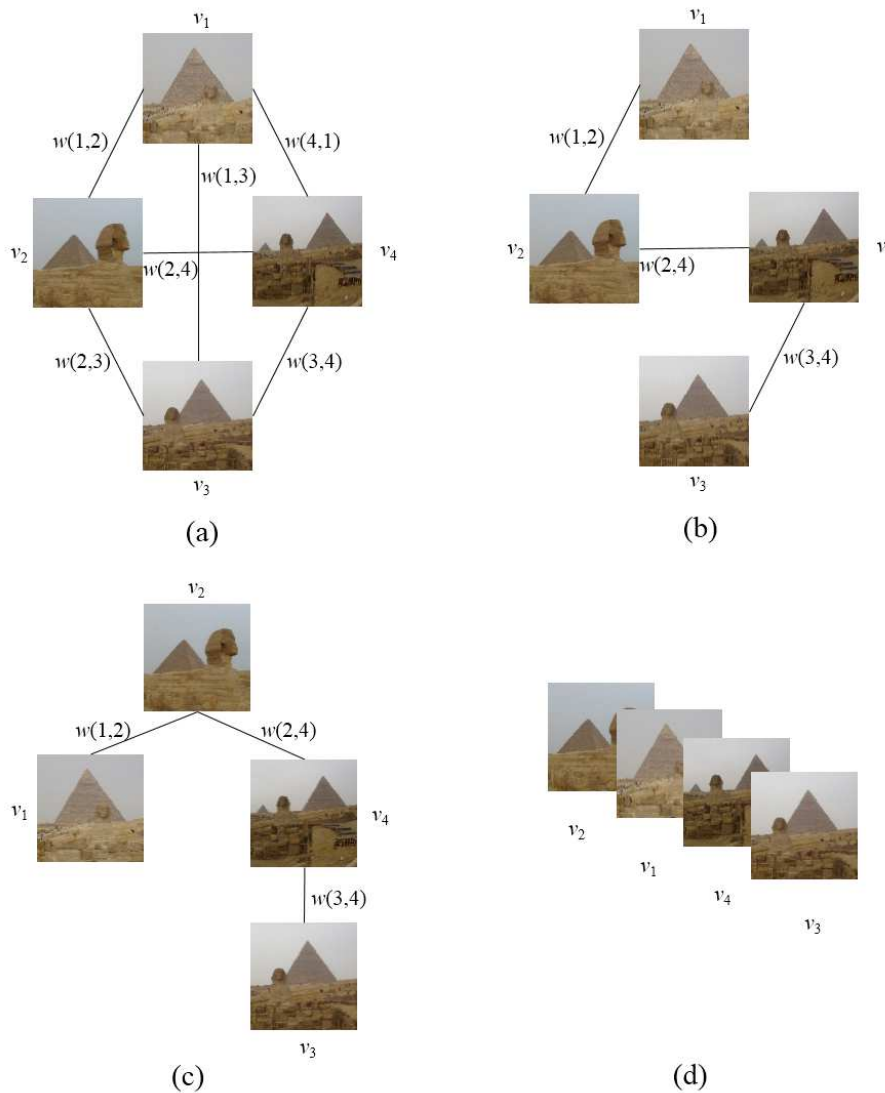 v1
w(1,2)
w(4,1)
w(1,3)
v2
w(2,4)
v4
w(2,3)
w(3,4)
v3
(a)
v1
w(1,2)
v2
w(2,4)
v
w(3,4)
v3
(b)
v2
w(1,2)
w(2,4)
v1
v4
w(3,4)
v3
(c)
v2
v1
v4
v3
(d)